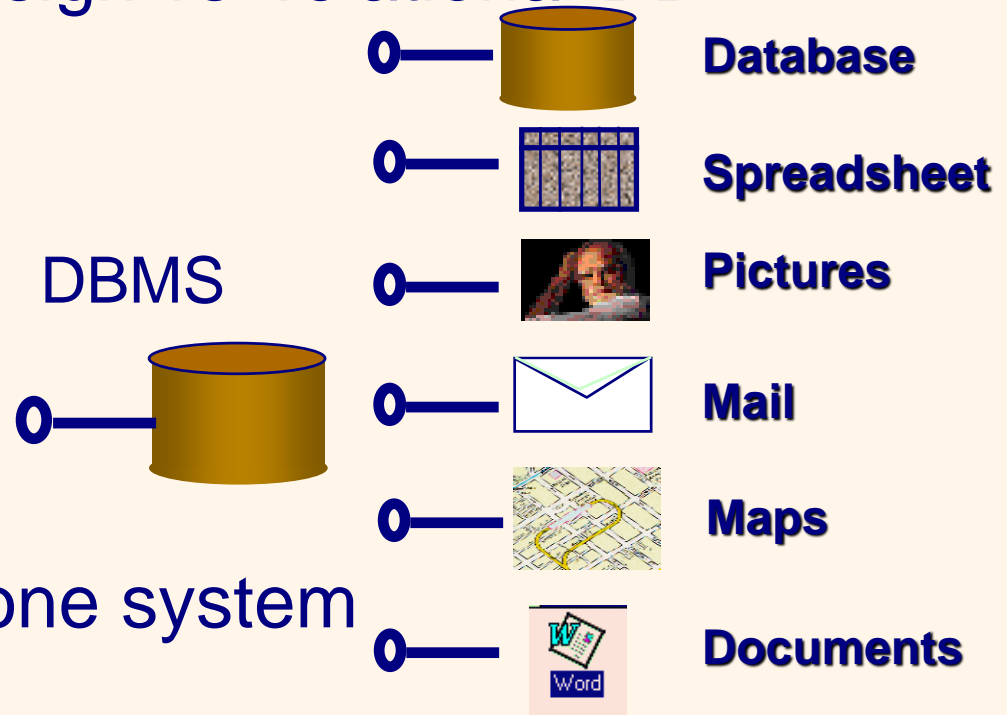 Database
Spreadsheet
DBMS
Pictures
Mail
Maps
one system
Documents
Word